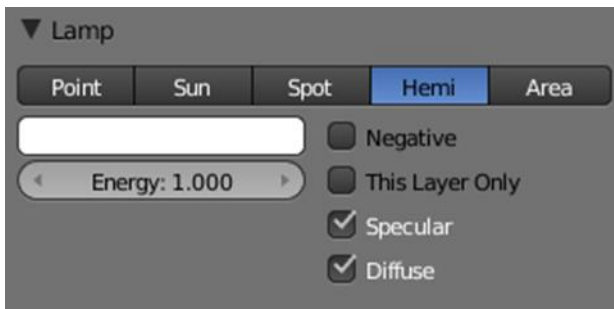 Lamp
Point Sun Spot Hemi Area
Negative
Energy: 1.000 This Layer Only
Specular
Diffuse